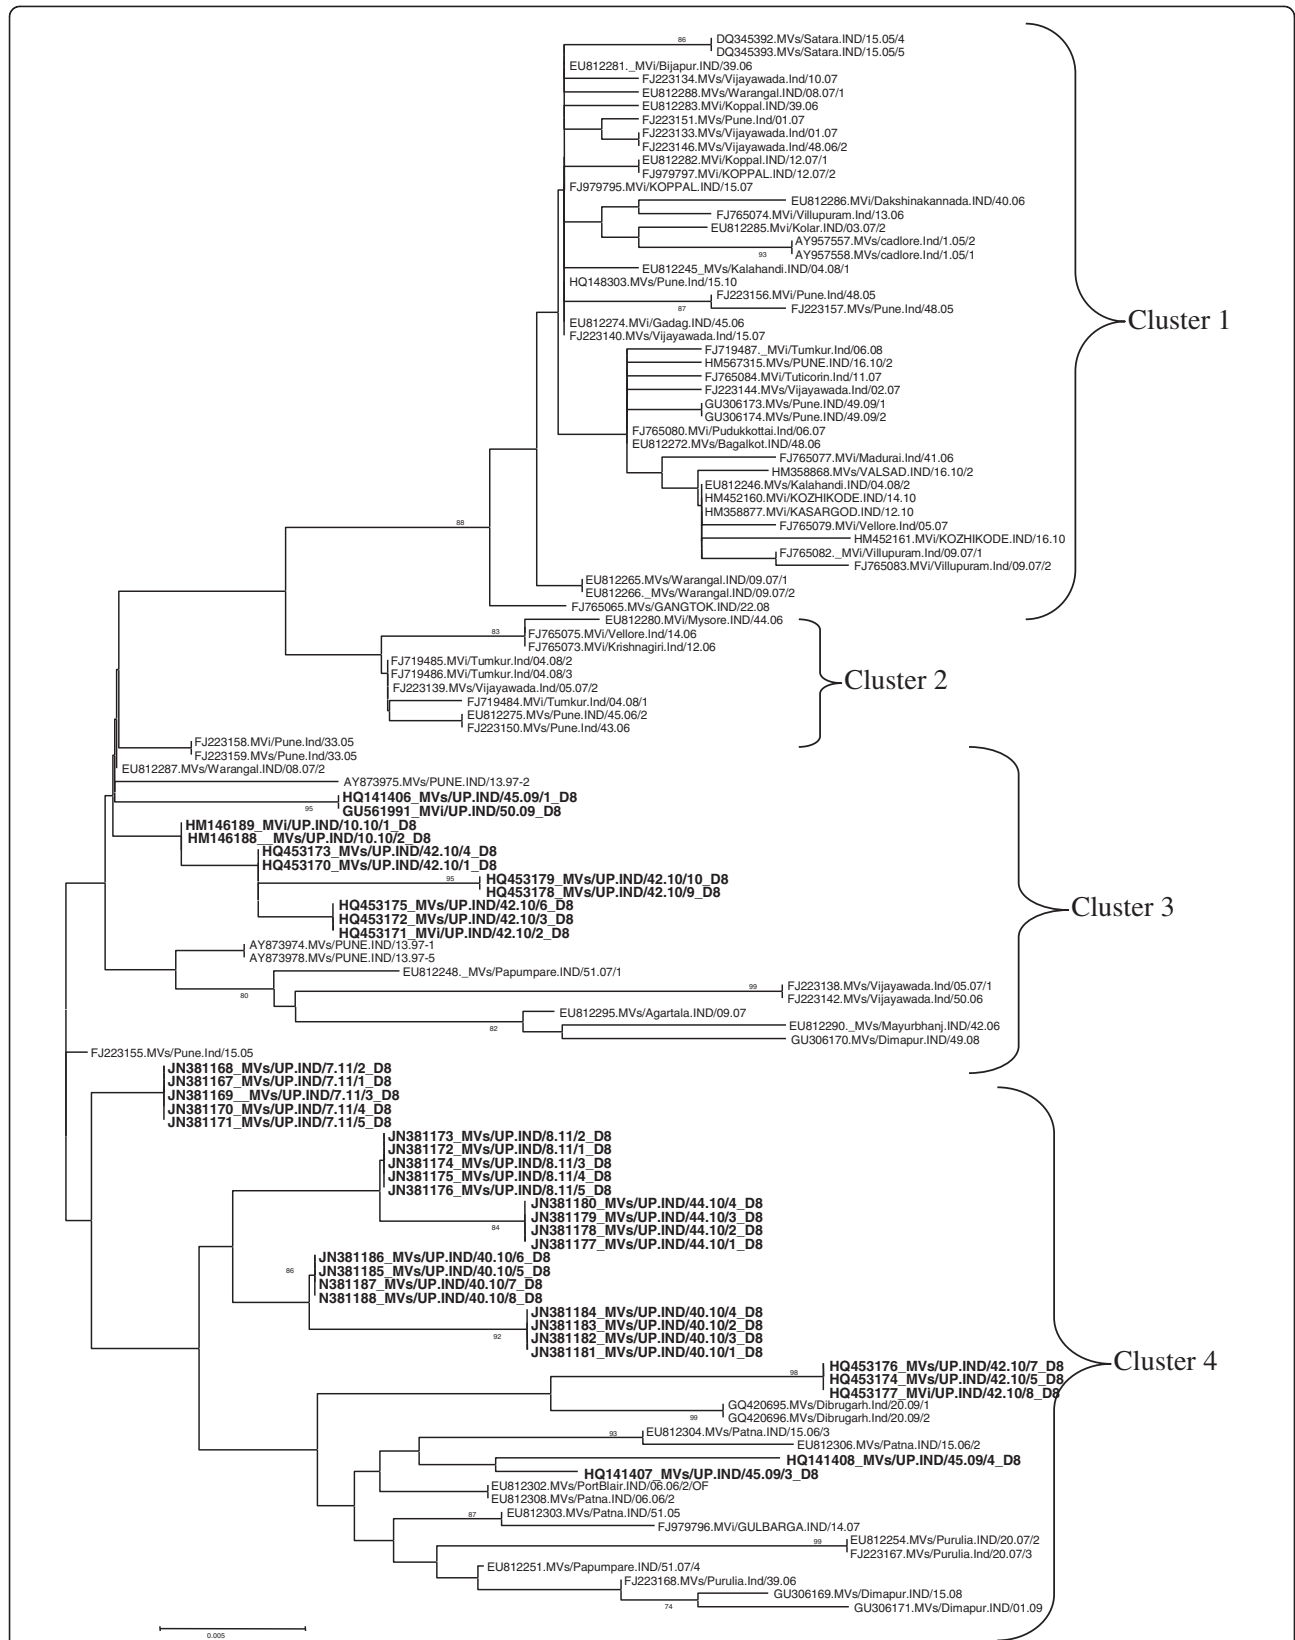 86
DQ345392.MVs/Satara.IND/15.05/4
DQ345393.MVs/Satara.IND/15.05/5
EU812281._MVi/Bijapur.IND/39.06
FJ223134.MVs/Vijayawada.Ind/10.07
EU812288.MVs/Warangal.IND/08.07/1
EU812283.MVi/Koppal.IND/39.06
FJ223151.MVs/Pune.Ind/01.07
FJ223133.MVs/Vijayawada.Ind/01.07
FJ223146.MVs/Vijayawada.Ind/48.06/2
EU812282.MVi/Koppal.IND/12.07/1
FJ979797.MVi/KOPPAL.IND/12.07/2
FJ979795.MVi/KOPPAL.IND/15.07
EU812286.MVi/Dakshinakannada.IND/40.06
FJ765074.MVi/Villupuram.Ind/13.06
EU812285.Mvi/Kolar.IND/03.07/2
AY957557.MVs/cadlore.Ind/1.05/2
93
AY957558.MVs/cadlore.Ind/1.05/1
EU812245_MVs/Kalahandi.IND/04.08/1
HQ148303.MVs/Pune.Ind/15.10
FJ223156.MVi/Pune.Ind/48.05
87
FJ223157.MVs/Pune.Ind/48.05
Cluster 1
EU812274.MVi/Gadag.IND/45.06
FJ223140.MVs/Vijayawada.Ind/15.07
FJ719487._MVi/Tumkur.Ind/06.08
HM567315.MVs/PUNE.IND/16.10/2
FJ765084.MVi/Tuticorin.Ind/11.07
FJ223144.MVs/Vijayawada.Ind/02.07
GU306173.MVs/Pune.IND/49.09/1
GU306174.MVs/Pune.IND/49.09/2
FJ765080.MVi/Pudukkottai.Ind/06.07
EU812272.MVs/Bagalkot.IND/48.06
FJ765077.MVi/Madurai.Ind/41.06
HM358868.MVs/VALSAD.IND/16.10/2
EU812246.MVs/Kalahandi.IND/04.08/2
HM452160.MVi/KOZHIKODE.IND/14.10
HM358877.MVi/KASARGOD.IND/12.10
88
FJ765079.MVi/Vellore.Ind/05.07
HM452161.MVi/KOZHIKODE.IND/16.10
FJ765082._MVi/Villupuram.Ind/09.07/1
FJ765083.MVi/Villupuram.Ind/09.07/2
EU812265.MVs/Warangal.IND/09.07/1
EU812266._MVs/Warangal.IND/09.07/2
FJ765065.MVs/GANGTOK.IND/22.08
EU812280.MVi/Mysore.IND/44.06
83
FJ765075.MVi/Vellore.Ind/14.06
FJ765073.MVi/Krishnagiri.Ind/12.06
FJ719485.MVi/Tumkur.Ind/04.08/2
FJ719486.MVi/Tumkur.Ind/04.08/3
Cluster 2
FJ223139.MVs/Vijayawada.Ind/05.07/2
FJ719484.MVi/Tumkur.Ind/04.08/1
EU812275.MVs/Pune.IND/45.06/2
FJ223150.MVs/Pune.Ind/43.06
FJ223158.MVi/Pune.Ind/33.05
FJ223159.MVs/Pune.Ind/33.05
EU812287.MVs/Warangal.IND/08.07/2
AY873975.MVs/PUNE.IND/13.97-2
HQ141406_MVs/UP.IND/45.09/1_D8
95
GU561991_MVi/UP.IND/50.09_D8
HM146189_MVi/UP.IND/10.10/1_D8
HM146188__MVs/UP.IND/10.10/2_D8
HQ453173_MVs/UP.IND/42.10/4_D8
HQ453170_MVs/UP.IND/42.10/1_D8
95
HQ453179_MVs/UP.IND/42.10/10_D8
HQ453178_MVs/UP.IND/42.10/9_D8
HQ453175_MVs/UP.IND/42.10/6_D8
Cluster 3
HQ453172_MVs/UP.IND/42.10/3_D8
HQ453171_MVi/UP.IND/42.10/2_D8
AY873974.MVs/PUNE.IND/13.97-1
AY873978.MVs/PUNE.IND/13.97-5
EU812248._MVs/Papumpare.IND/51.07/1
99
FJ223138.MVs/Vijayawada.Ind/05.07/1
80
FJ223142.MVs/Vijayawada.Ind/50.06
EU812295.MVs/Agartala.IND/09.07
82
EU812290._MVs/Mayurbhanj.IND/42.06
GU306170.MVs/Dimapur.IND/49.08
FJ223155.MVs/Pune.Ind/15.05
JN381168_MVs/UP.IND/7.11/2_D8
JN381167_MVs/UP.IND/7.11/1_D8
JN381169__MVs/UP.IND/7.11/3_D8
JN381170_MVs/UP.IND/7.11/4_D8
JN381171_MVs/UP.IND/7.11/5_D8
JN381173_MVs/UP.IND/8.11/2_D8
JN381172_MVs/UP.IND/8.11/1_D8
JN381174_MVs/UP.IND/8.11/3_D8
JN381175_MVs/UP.IND/8.11/4_D8
JN381176_MVs/UP.IND/8.11/5_D8
JN381180_MVs/UP.IND/44.10/4_D8
JN381179_MVs/UP.IND/44.10/3_D8
84
JN381178_MVs/UP.IND/44.10/2_D8
JN381177_MVs/UP.IND/44.10/1_D8
JN381186_MVs/UP.IND/40.10/6_D8
86
JN381185_MVs/UP.IND/40.10/5_D8
N381187_MVs/UP.IND/40.10/7_D8
N381188_MVs/UP.IND/40.10/8_D8
JN381184_MVs/UP.IND/40.10/4_D8
JN381183_MVs/UP.IND/40.10/2_D8
92
JN381182_MVs/UP.IND/40.10/3_D8
JN381181_MVs/UP.IND/40.10/1_D8
Cluster 4
98
HQ453176_MVs/UP.IND/42.10/7_D8
HQ453174_MVs/UP.IND/42.10/5_D8
HQ453177_MVi/UP.IND/42.10/8_D8
GQ420695.MVs/Dibrugarh.Ind/20.09/1
99
GQ420696.MVs/Dibrugarh.Ind/20.09/2
93
EU812304.MVs/Patna.IND/15.06/3
EU812306.MVs/Patna.IND/15.06/2
HQ141408_MVs/UP.IND/45.09/4_D8
HQ141407_MVs/UP.IND/45.09/3_D8
EU812302.MVs/PortBlair.IND/06.06/2/OF
EU812308.MVs/Patna.IND/06.06/2
87
EU812303.MVs/Patna.IND/51.05
FJ979796.MVi/GULBARGA.IND/14.07
99
EU812254.MVs/Purulia.IND/20.07/2
FJ223167.MVs/Purulia.Ind/20.07/3
EU812251.MVs/Papumpare.IND/51.07/4
FJ223168.MVs/Purulia.Ind/39.06
GU306169.MVs/Dimapur.IND/15.08
74
GU306171.MVs/Dimapur.IND/01.09
0.005